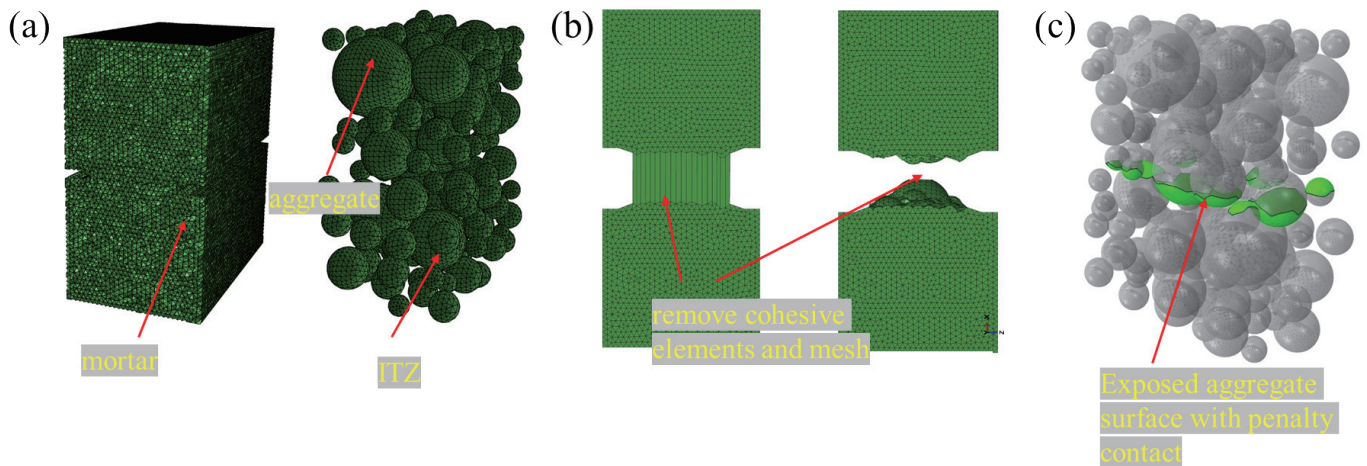 (a)
aggregate
mortar
ITZ
(b)
remove cohesive
elements and mesh
X
Y
Z
(c)
Exposed aggregate
surface with penalty
contact